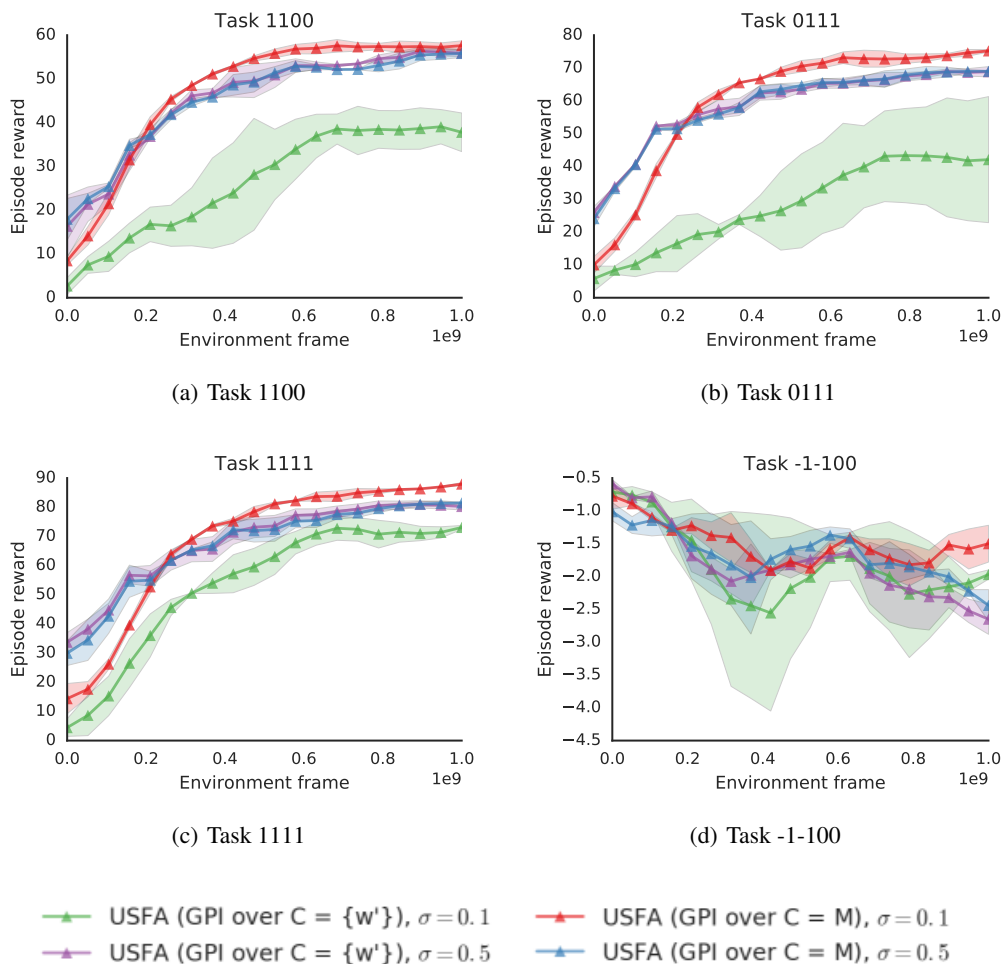 Task 1100
60
50
40
30
20
10
0
Episode reward
0.0 0.2 0.4 0.6 0.8 1.0
1e9
Environment frame
(a) Task 1100
Task 0111
80
70
60
50
40
30
20
10
0
Episode reward
0.0 0.2 0.4 0.6 0.8 1.0
1e9
Environment frame
(b) Task 0111
Task 1111
90
80
70
60
50
40
30
20
10
0
Episode reward
0.0 0.2 0.4 0.6 0.8 1.0
1e9
Environment frame
(c) Task 1111
Task -1-100
−0.5
−1.0
−1.5
−2.0
−2.5
−3.0
−3.5
−4.0
−4.5
Episode reward
0.0 0.2 0.4 0.6 0.8 1.0
1e9
Environment frame
(d) Task -1-100
USFA (GPI over C = {w'}), σ = 0.1
USFA (GPI over C = M), σ = 0.1
USFA (GPI over C = {w'}), σ = 0.5
USFA (GPI over C = M), σ = 0.5